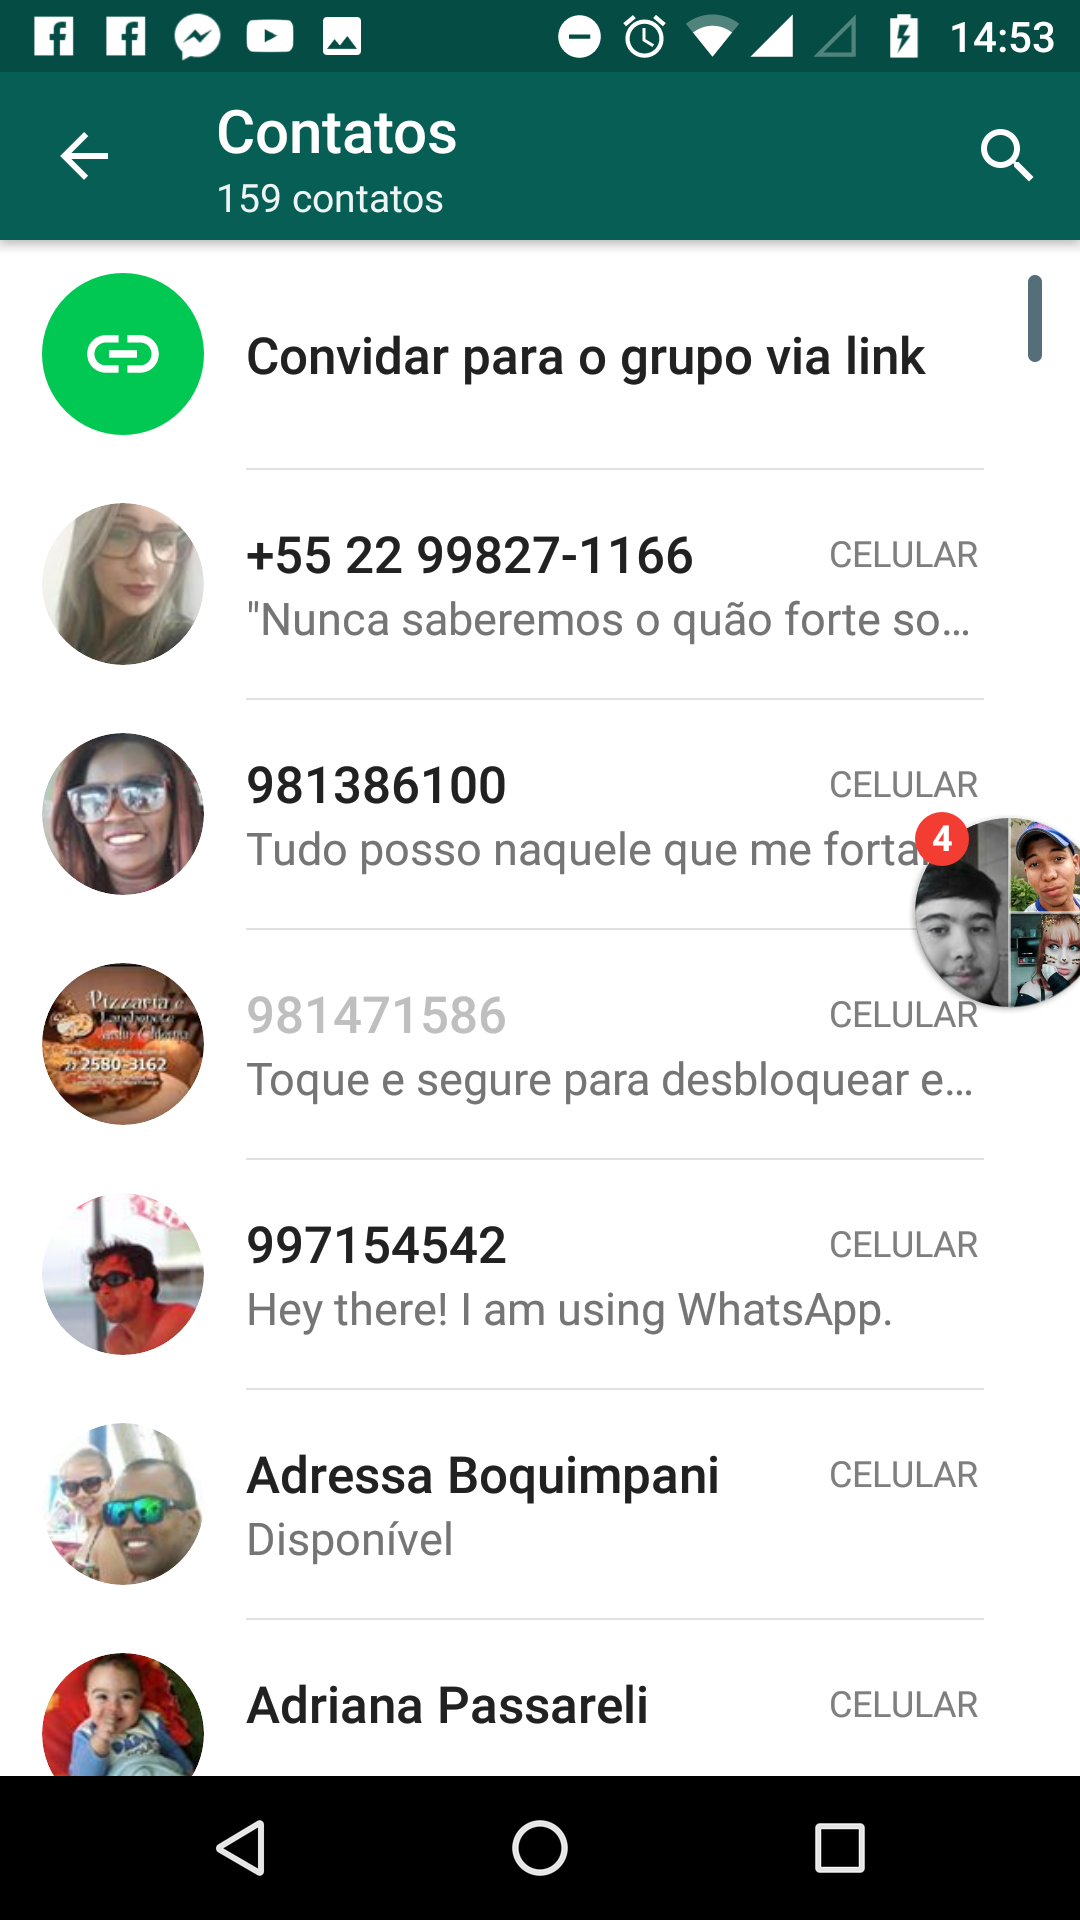 14:53
Contatos
159 contatos
Convidar para o grupo via link
+55 22 99827-1166 CELULAR
"Nunca saberemos o quão forte so...
981386100 CELULAR
Tudo posso naquele que me forta
4
Pizzaria e
Lanchonete
22 2580-3162
981471586 CELULAR
Toque e segure para desbloquear e...
997154542 CELULAR
Hey there! I am using WhatsApp.
Adressa Boquimpani CELULAR
Disponível
Adriana Passareli CELULAR